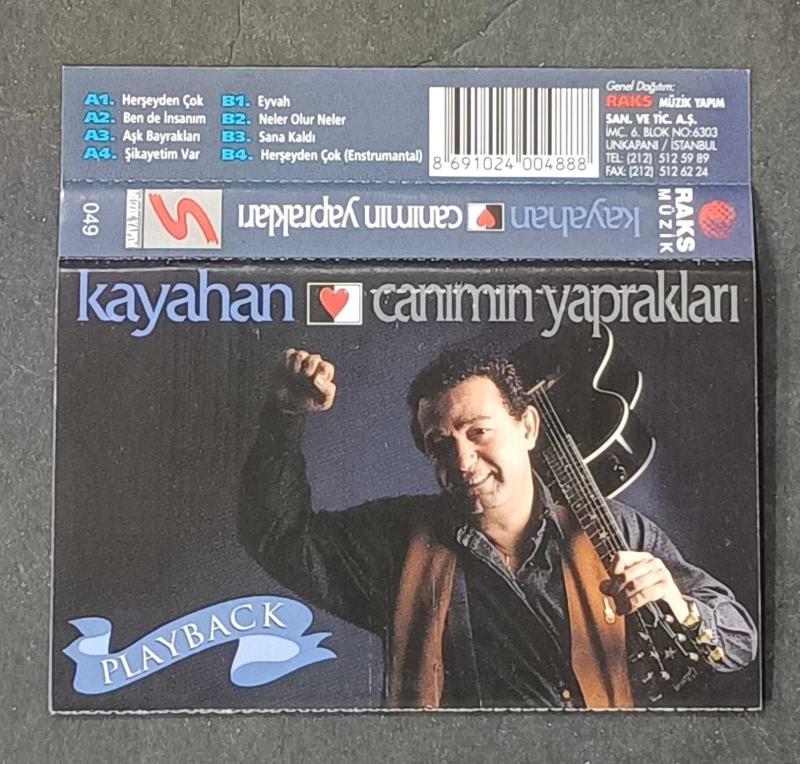 A1. Herşeyden Çok
A2. Ben de İnsanım
A3. Aşk Bayrakları
A4. Şikayetim Var
B1. Eyvah
B2. Neler Olur Neler
B3. Sana Kaldı
B4. Herşeyden Çok (Enstrumantal)
8 691024 004888
Genel Dağıtım:
RAKS MÜZİK YAPIM
SAN. VE TİC. A.Ş.
İMÇ. 6. BLOK NO:6303
UNKAPANI / İSTANBUL
TEL: (212) 512 59 89
FAX: (212) 512 62 24
049
S MÜZİK YAPIM
kayahan canımın yaprakları
RAKS
MÜZİK
kayahan canımın yaprakları
PLAYBACK